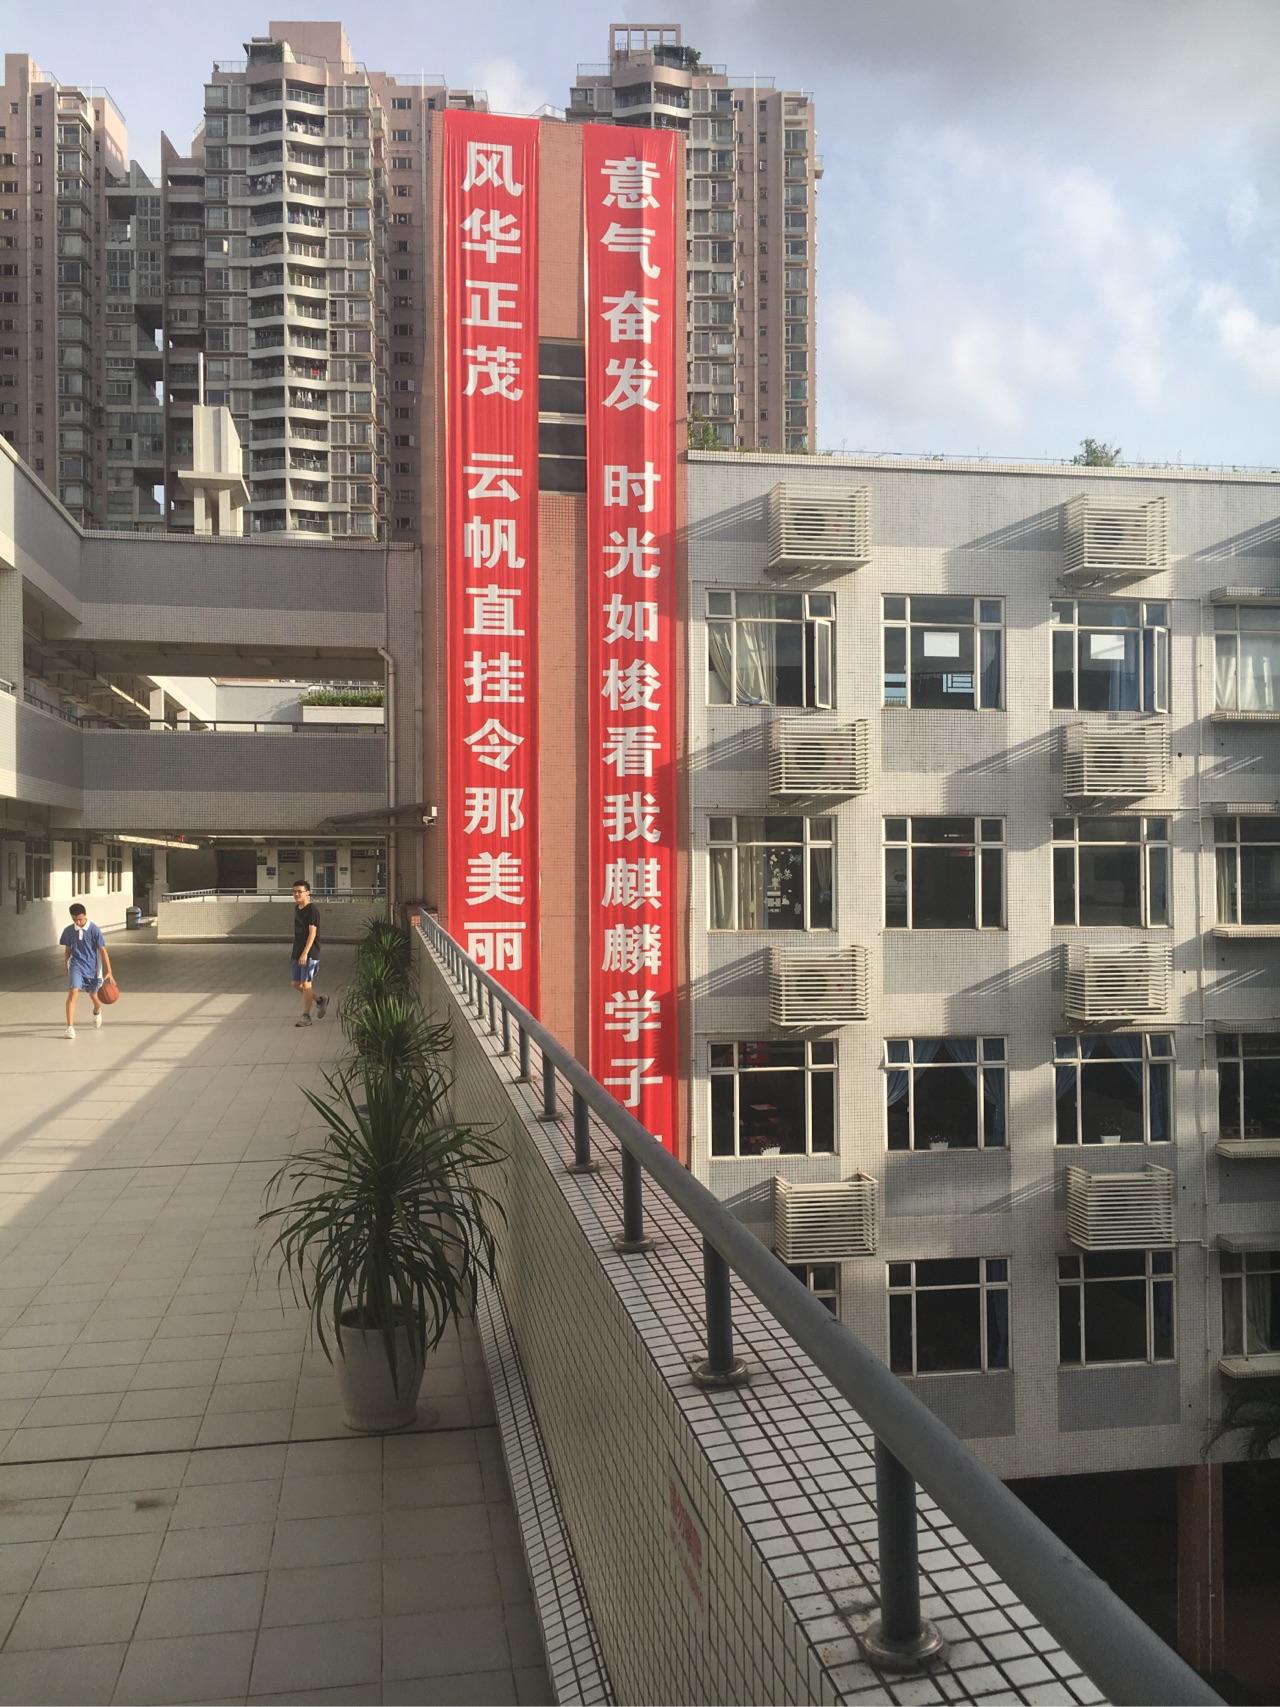 意气奋发 时光如梭看我麒麟学子
风华正茂 云帆直挂令那美丽